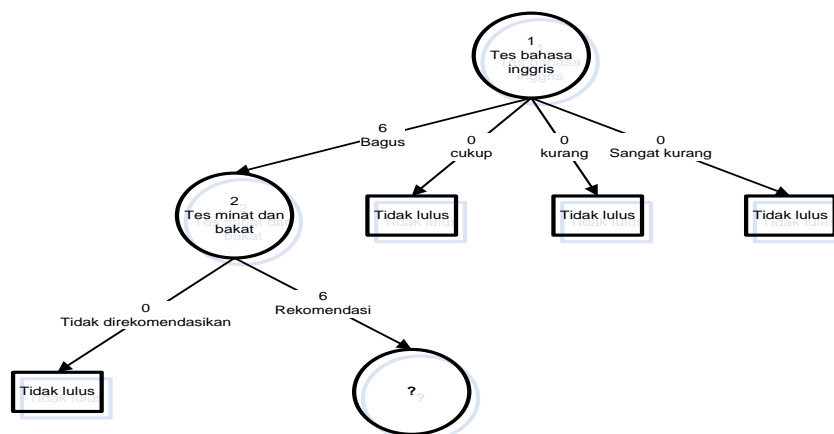 1
Tes bahasa
inggris
6
Bagus
0
cukup
0
kurang
0
Sangat kurang
2
Tes minat dan
bakat
Tidak lulus
Tidak lulus
Tidak lulus
0
Tidak direkomendasikan
6
Rekomendasi
Tidak lulus
?